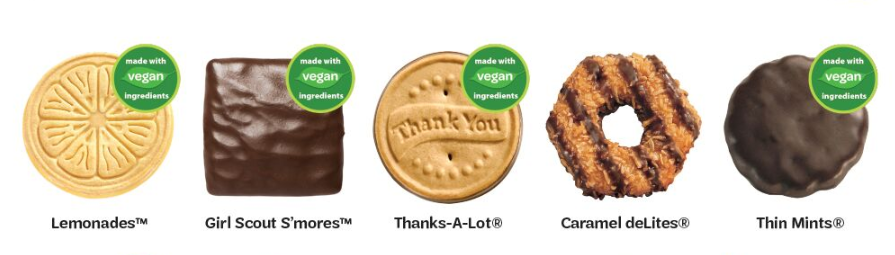 made with
vegan
ingredients
made with
vegan
ingredients
made with
vegan
ingredients
made with
vegan
ingredients
Thank You
Lemonades™
Girl Scout S'mores™
Thanks-A-Lot®
Caramel deLites®
Thin Mints®